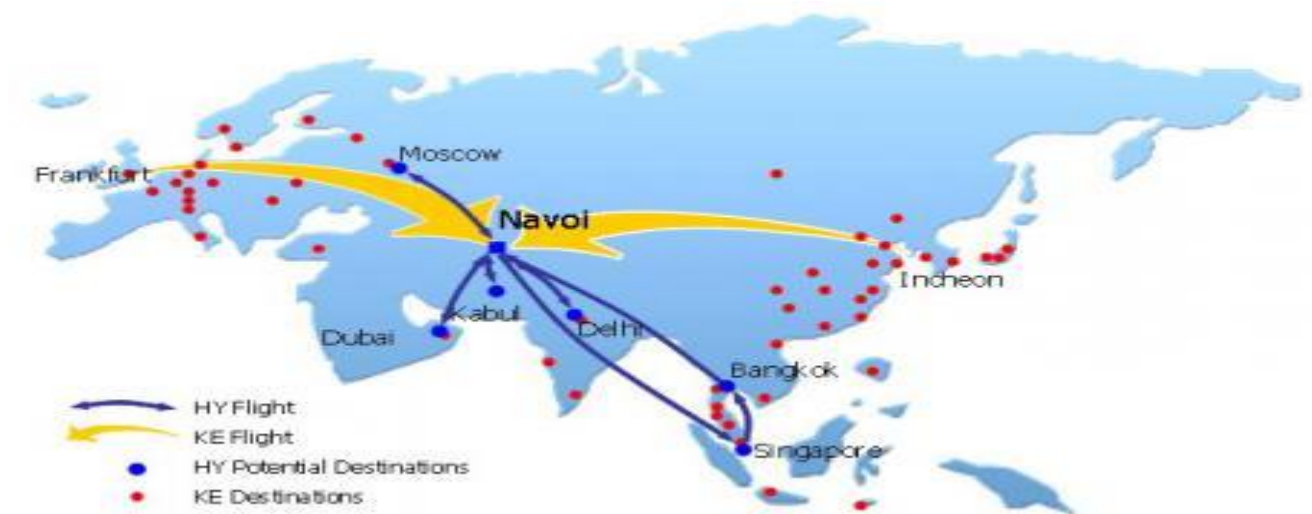 Moscow
Frankfurt
Navoi
Incheon
Kabul
Delhi
Dubai
Bangkok
HY Flight
KE Flight
Singapore
HY Potential Destinations
KE Destinations